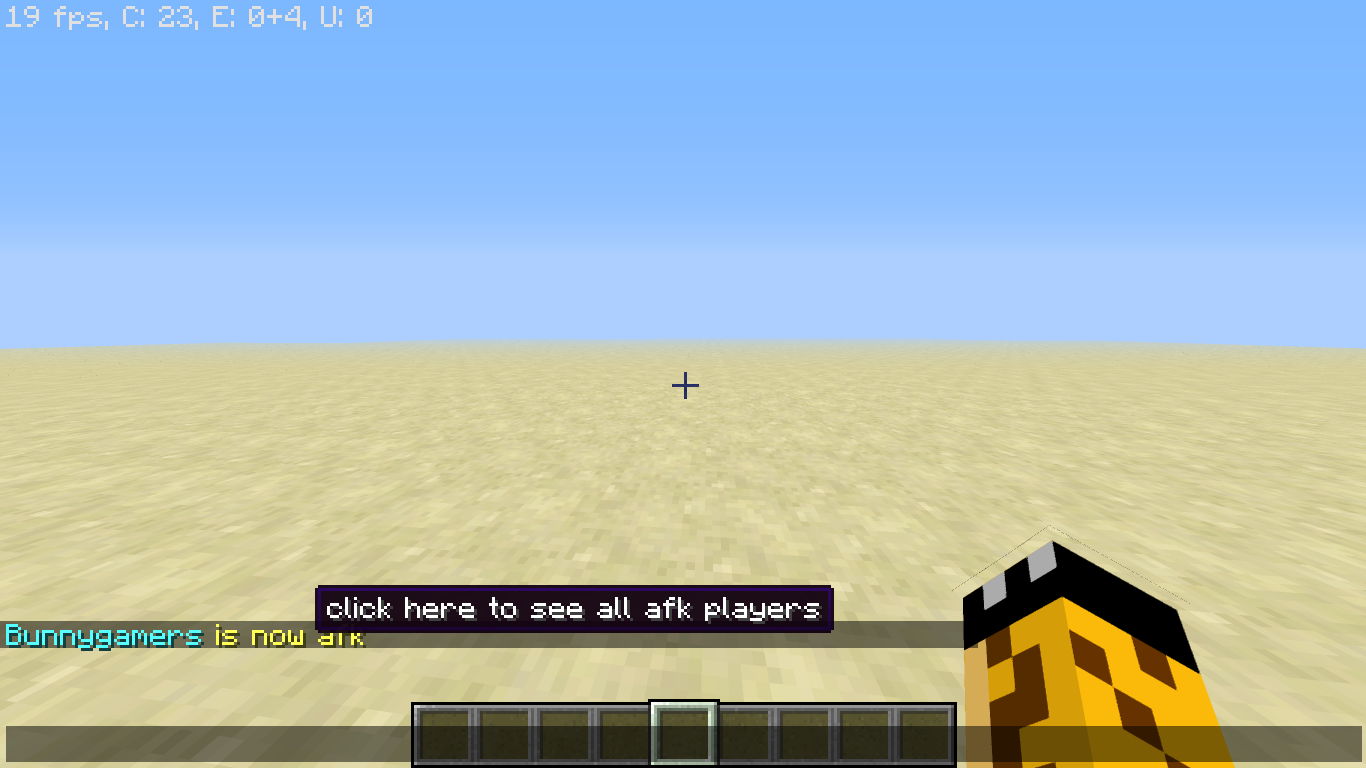 19 fps, C: 23, E: 0+4, U: 0
click here to see all afk players
Bunnygamers is now afk